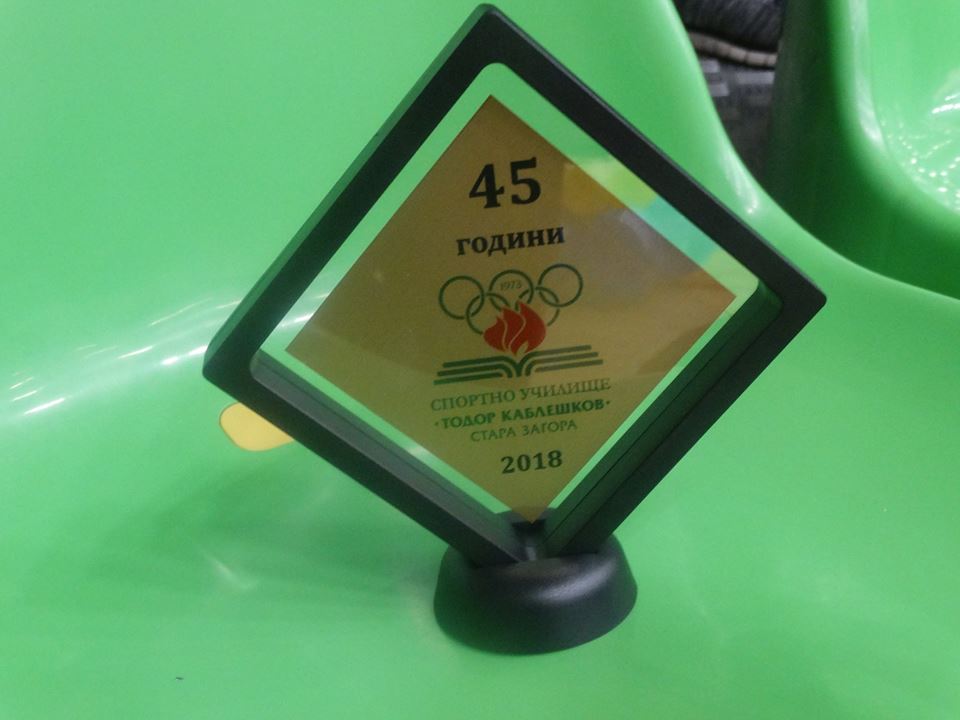 45
години
1973
СПОРТНО УЧИЛИЩЕ
·ТОДОР КАБЛЕШКОВ·
СТАРА ЗАГОРА
2018